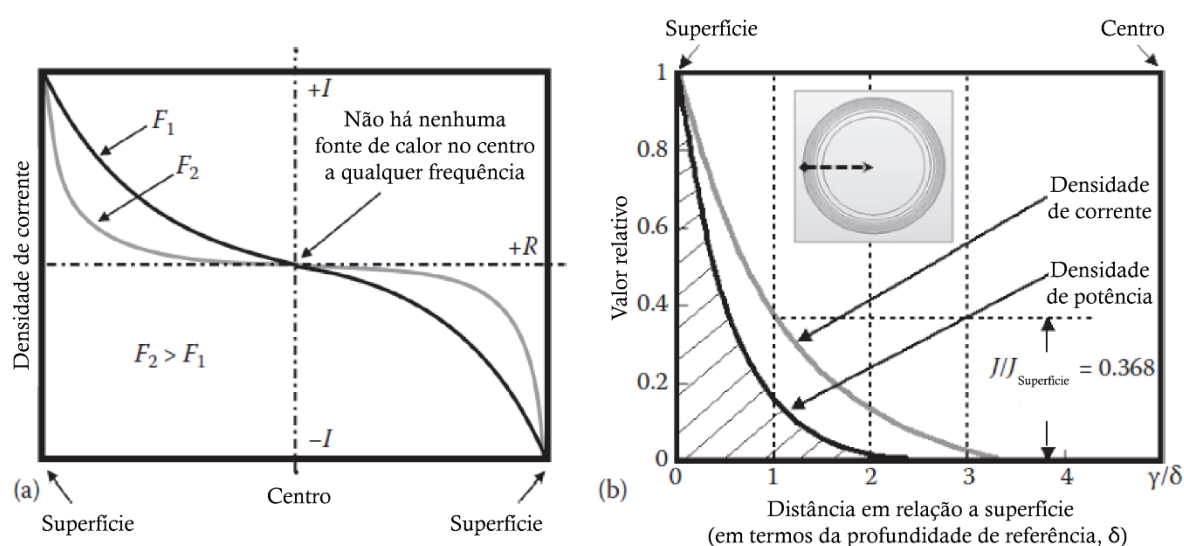 Densidade de corrente
F1
F2
+I
Não há nenhuma
fonte de calor no centro
a qualquer frequência
+R
F2 > F1
−I
(a)
Centro
Superfície
Superfície
Superfície
Centro
Valor relativo
1
0.8
0.6
0.4
0.2
0
Densidade
de corrente
Densidade
de potência
J/JSuperfície = 0.368
0
1
2
3
4
γ/δ
(b)
Distância em relação a superfície
(em termos da profundidade de referência, δ)